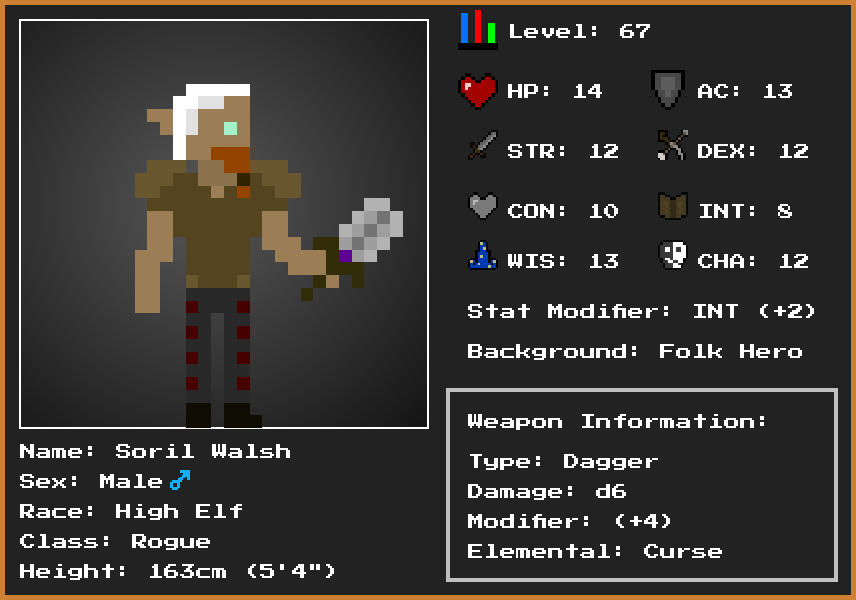 Level: 67
HP: 14
AC: 13
STR: 12
DEX: 12
CON: 10
INT: 8
WIS: 13
CHA: 12
Stat Modifier: INT (+2)
Background: Folk Hero
Name: Soril Walsh
Sex: Male ♂
Race: High Elf
Class: Rogue
Height: 163cm (5'4")
Weapon Information:
Type: Dagger
Damage: d6
Modifier: (+4)
Elemental: Curse